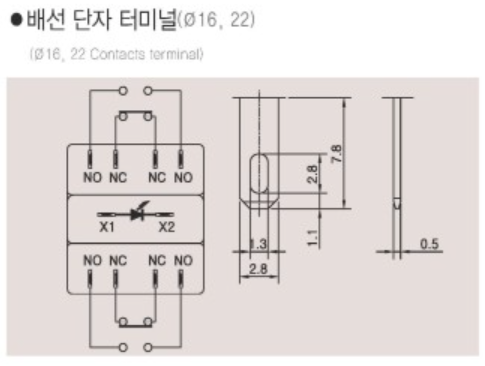 ●배선 단자 터미널(Ø16, 22)
(Ø16, 22 Contacts terminal)
NO NC NC NO
X1 X2
NO NC NC NO
2.8
7.8
1.1
1.3
2.8
0.5